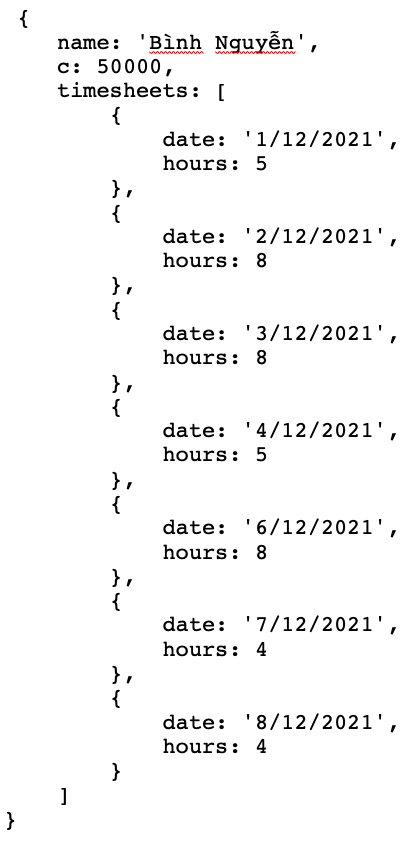 {
name: 'Bình Nguyễn',
c: 50000,
timesheets: [
{
date: '1/12/2021',
hours: 5
},
{
date: '2/12/2021',
hours: 8
},
{
date: '3/12/2021',
hours: 8
},
{
date: '4/12/2021',
hours: 5
},
{
date: '6/12/2021',
hours: 8
},
{
date: '7/12/2021',
hours: 4
},
{
date: '8/12/2021',
hours: 4
}
]
}